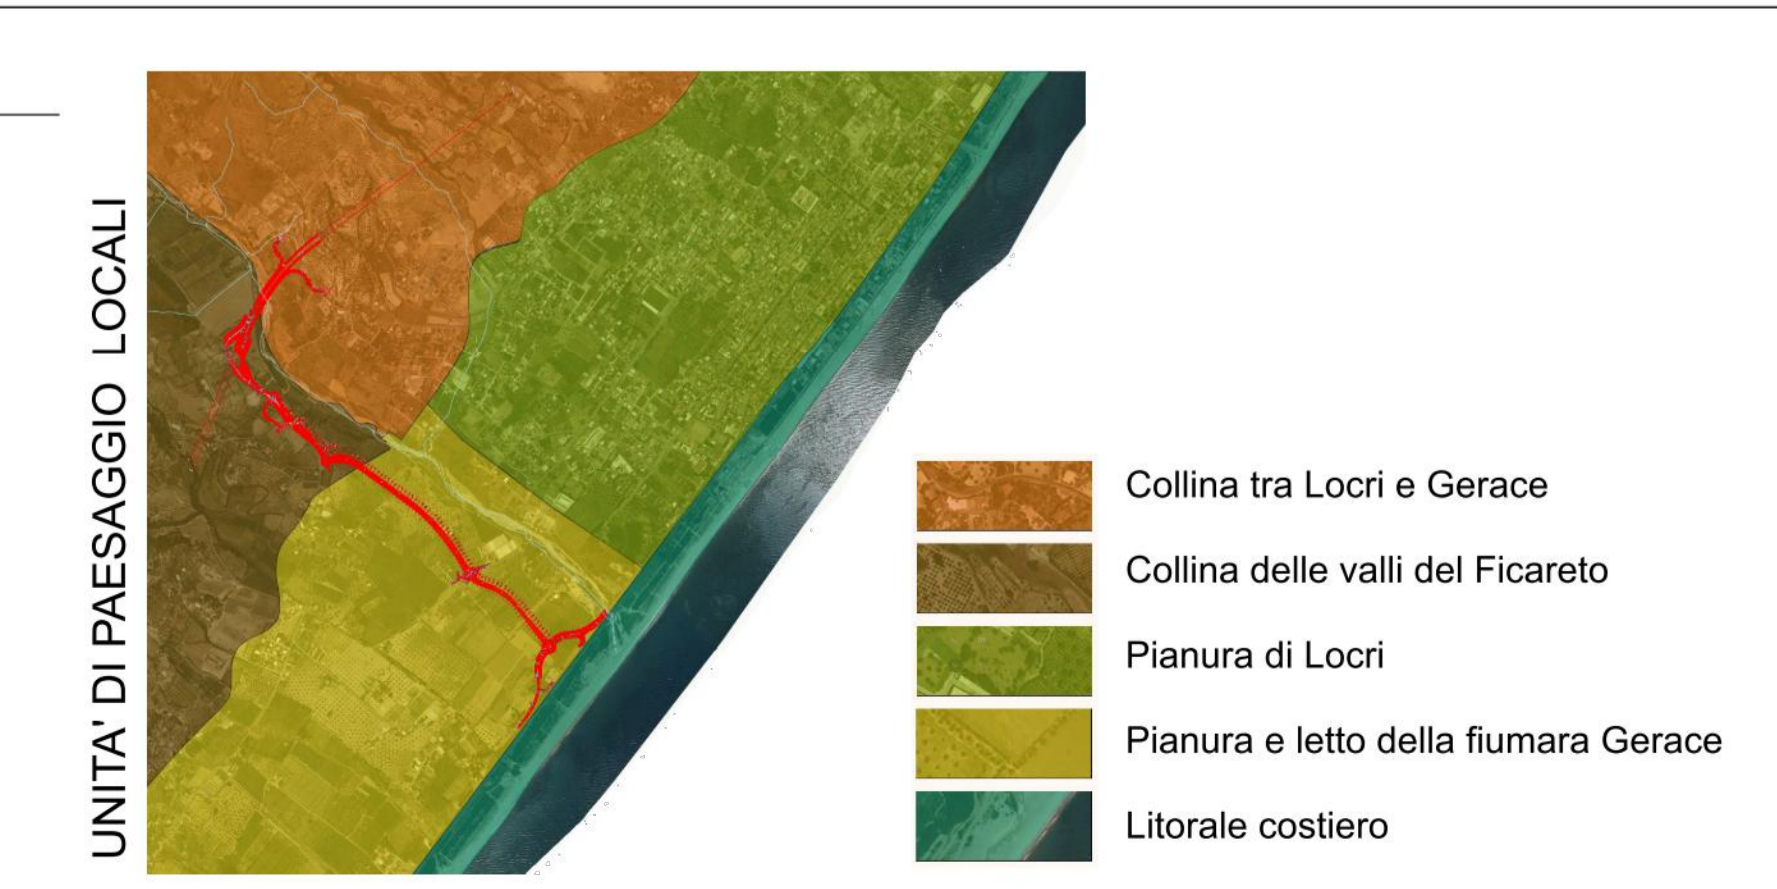 UNITA' DI PAESAGGIO LOCALI
Collina tra Locri e Gerace
Collina delle valli del Ficareto
Pianura di Locri
Pianura e letto della fiumara Gerace
Litorale costiero